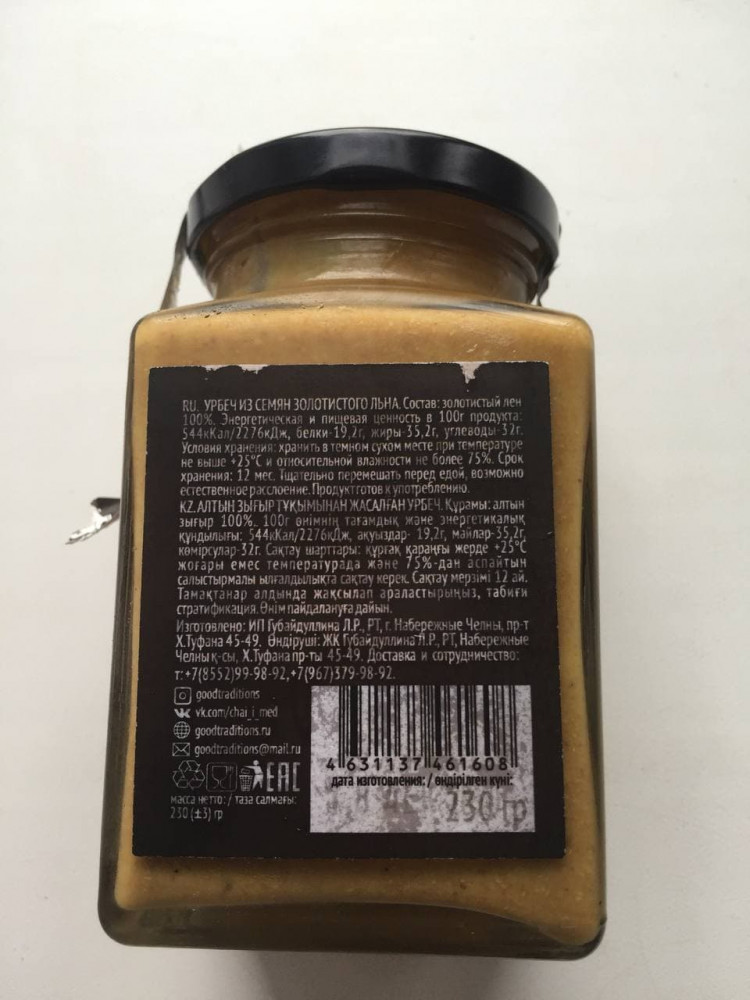 RU. УРБЕЧ ИЗ СЕМЯН ЗОЛОТИСТОГО ЛЬНА. Состав: золотистый лен
100%. Энергетическая и пищевая ценность в 100г продукта:
544кКал/2276кДж, белки-19,2г, жиры-35,2г, углеводы-32г.
Условия хранения: хранить в темном сухом месте при температуре
не выше +25°С и относительной влажности не более 75%. Срок
хранения: 12 мес. Тщательно перемешать перед едой, возможно
естественное расслоение. Продукт готов к употреблению.
KZ. АЛТЫН ЗЫҒЫР ТҰҚЫМЫНАН ЖАСАЛҒАН УРБЕЧ. Құрамы: алтын
зығыр 100%. 100г өнімнің тағамдық және энергетикалық
құндылығы: 544кКал/2276кДж, ақуыздар- 19,2г, майлар-35,2г,
көмірсулар-32г. Сақтау шарттары: құрғақ қараңғы жерде +25°С
жоғары емес температурада және 75%-дан аспайтын
салыстырмалы ылғалдылықта сақтау керек. Сақтау мерзімі 12 ай.
Тамақтанар алдында жақсылап араластырыңыз, табиғи
стратификация. Өнім пайдалануға дайын.
Изготовлено: ИП Губайдуллина Л.Р., РТ, г. Набережные Челны, пр-т
Х.Туфана 45-49. Өндіруші: ЖК Губайдуллина Л.Р., РТ, Набережные
Челны қ-сы, Х.Туфана пр-ты 45-49. Доставка и сотрудничество:
т:+7(8552)99-98-92,+7(967)379-98-92.
goodtraditions
vk.com/chai_i_med
goodtraditions.ru
goodtraditions@mail.ru
EAC
масса нетто: / таза салмағы:
230 (±3) гр
4 631137 461608
дата изготовления: / өндірілген күні:
230 гр